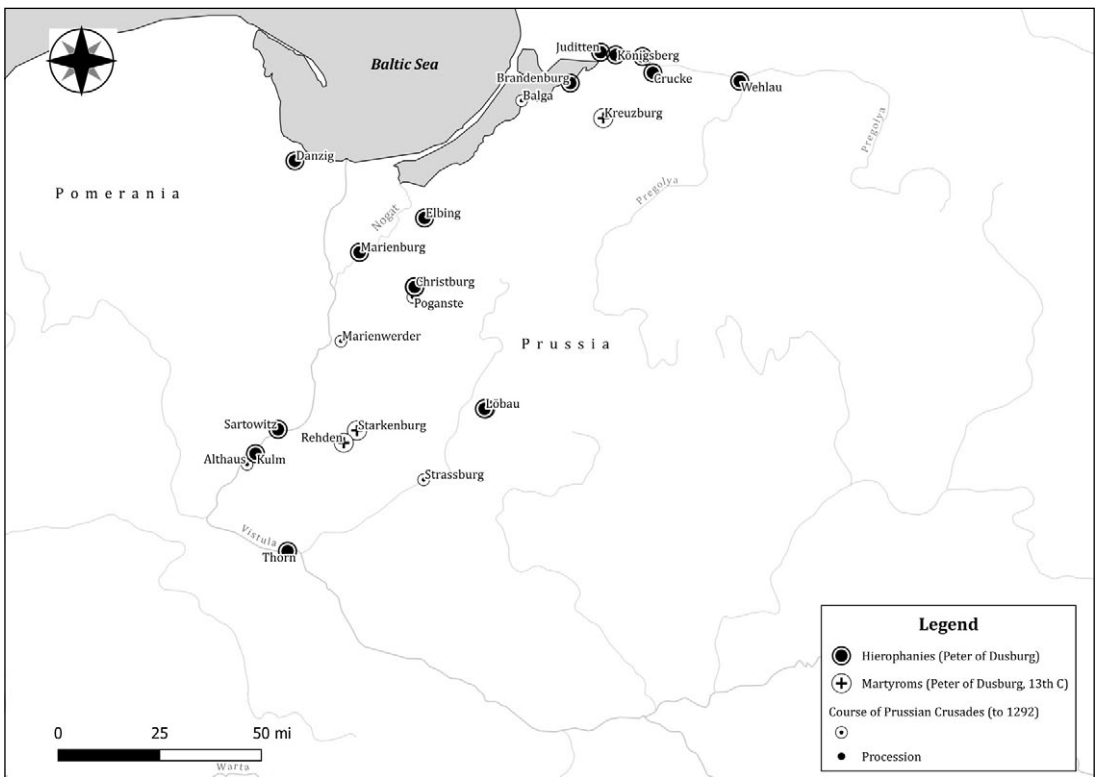 Baltic Sea
Juditten
Königsberg
Brandenburg
Crucke
Wehlau
Balga
Kreuzburg
Pregolya
Danzig
Pomerania
Pregolya
Nogat
Elbing
Marienburg
Christburg
Poganste
Marienwerder
Prussia
Löbau
Sartowitz
Starkenburg
Rehden
Althaus
Kulm
Strassburg
Vistula
Thorn
Legend
Hierophanies (Peter of Dusburg)
Martyroms (Peter of Dusburg, 13th C)
Course of Prussian Crusades (to 1292)
Procession
0 25 50 mi
Warta